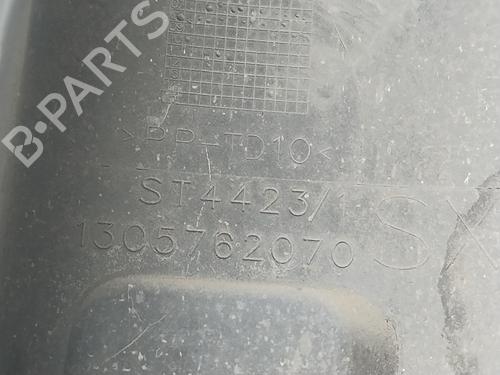 B-PARTS
>PP-TD10<
ST4423/1
1305762070
SX